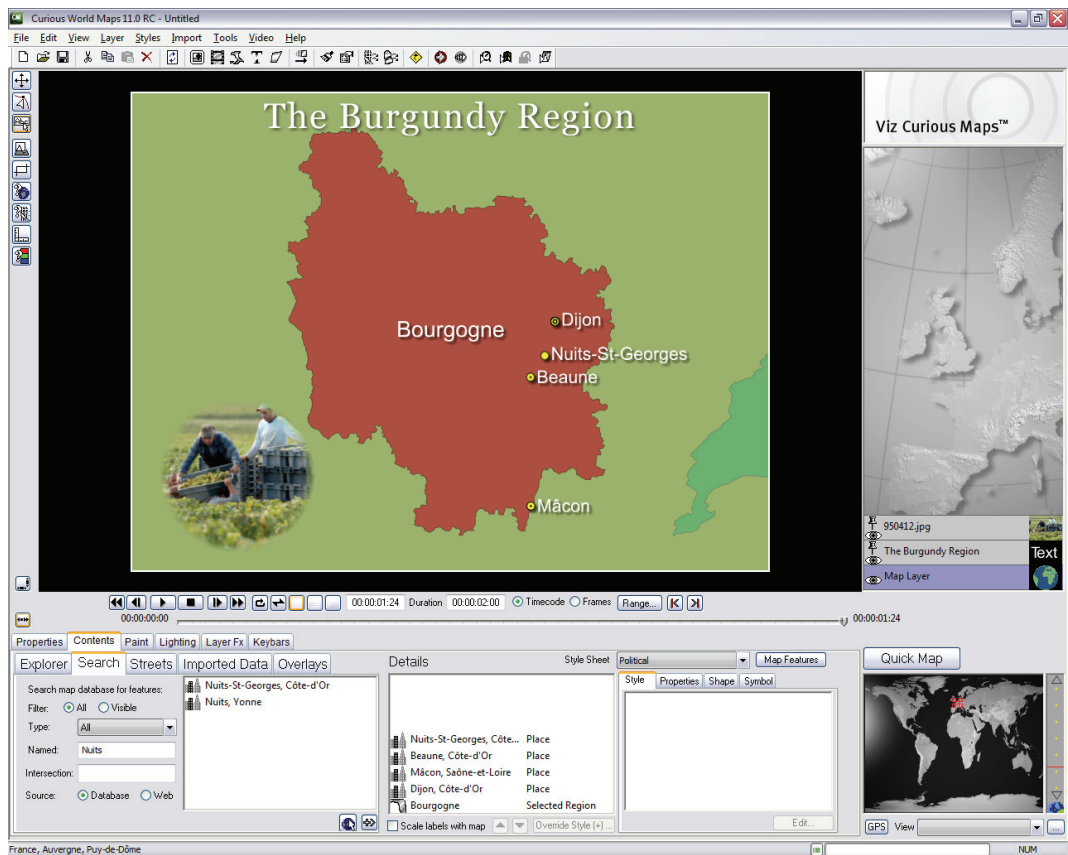 Curious World Maps 11.0 RC - Untitled
File Edit View Layer Styles Import Tools Video Help
The Burgundy Region
Viz Curious Maps™
Bourgogne
Dijon
Nuits-St-Georges
Beaune
Mâcon
950412.jpg
The Burgundy Region Text
Map Layer
00:00:01:24 Duration 00:00:02:00 Timecode Frames Range...
00:00:00:00 00:00:01:24
Properties Contents Paint Lighting Layer Fx Keybars
Explorer Search Streets Imported Data Overlays
Details Style Sheet Political Map Features
Quick Map
Style Properties Shape Symbol
Search map database for features:
Filter: All Visible
Type: All
Named: Nuits
Intersection:
Source: Database Web
Nuits-St-Georges, Côte-d'Or
Nuits, Yonne
Nuits-St-Georges, Côte... Place
Beaune, Côte-d'Or Place
Mâcon, Saône-et-Loire Place
Dijon, Côte-d'Or Place
Bourgogne Selected Region
Scale labels with map Override Style (+)...
Edit...
GPS View ...
France, Auvergne, Puy-de-Dôme NUM